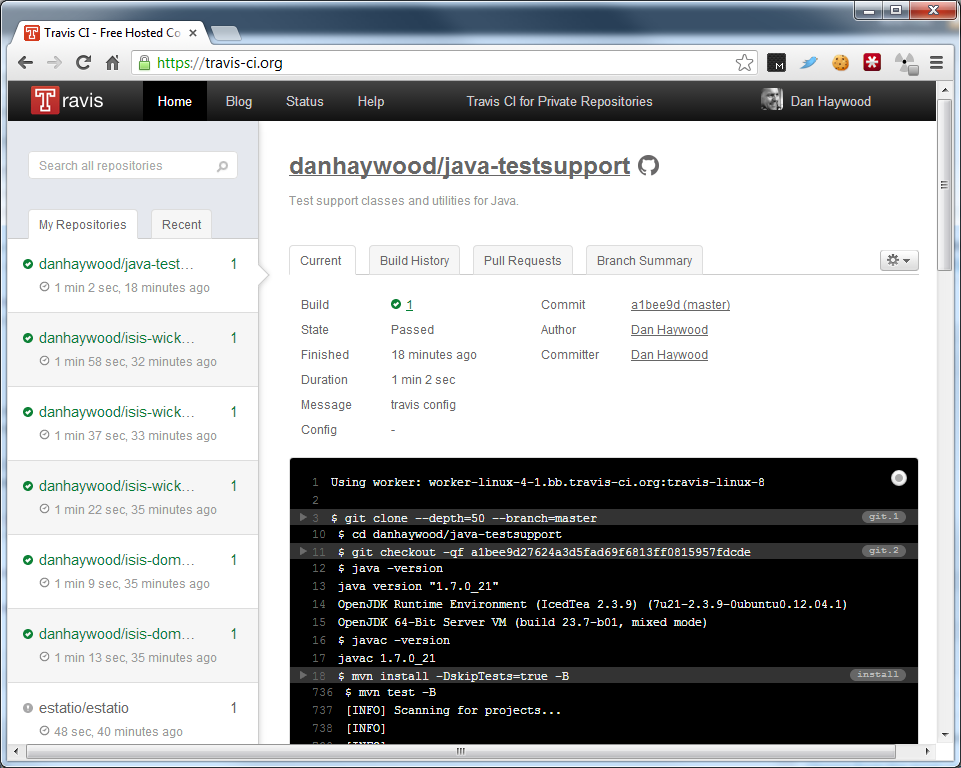 Travis CI - Free Hosted Co
https://travis-ci.org
Travis
Home Blog Status Help Travis CI for Private Repositories Dan Haywood
Search all repositories
My Repositories Recent
danhaywood/java-test... 1
1 min 2 sec, 18 minutes ago
danhaywood/isis-wick... 1
1 min 58 sec, 32 minutes ago
danhaywood/isis-wick... 1
1 min 37 sec, 33 minutes ago
danhaywood/isis-wick... 1
1 min 22 sec, 35 minutes ago
danhaywood/isis-dom... 1
1 min 9 sec, 35 minutes ago
danhaywood/isis-dom... 1
1 min 13 sec, 35 minutes ago
estatio/estatio 1
48 sec, 40 minutes ago
danhaywood/java-testsupport
Test support classes and utilities for Java.
Current Build History Pull Requests Branch Summary
Build 1 Commit a1bee9d (master)
State Passed Author Dan Haywood
Finished 18 minutes ago Committer Dan Haywood
Duration 1 min 2 sec
Message travis config
Config -
1 Using worker: worker-linux-4-1.bb.travis-ci.org:travis-linux-8
2
3 $ git clone --depth=50 --branch=master git.1
10 $ cd danhaywood/java-testsupport
11 $ git checkout -qf a1bee9d27624a3d5fad69f6813ff0815957fdcde git.2
12 $ java -version
13 java version "1.7.0_21"
14 OpenJDK Runtime Environment (IcedTea 2.3.9) (7u21-2.3.9-0ubuntu0.12.04.1)
15 OpenJDK 64-Bit Server VM (build 23.7-b01, mixed mode)
16 $ javac -version
17 javac 1.7.0_21
18 $ mvn install -DskipTests=true -B install
736 $ mvn test -B
737 [INFO] Scanning for projects...
738 [INFO]